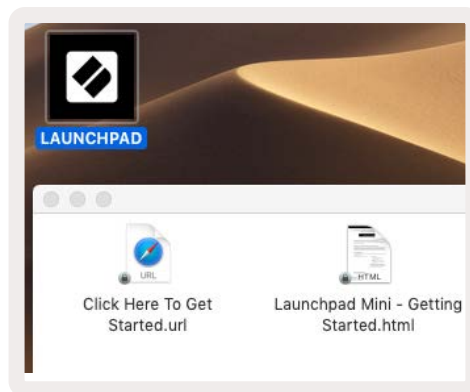 LAUNCHPAD
URL
HTML
Click Here To Get
Started.url
Launchpad Mini - Getting
Started.html